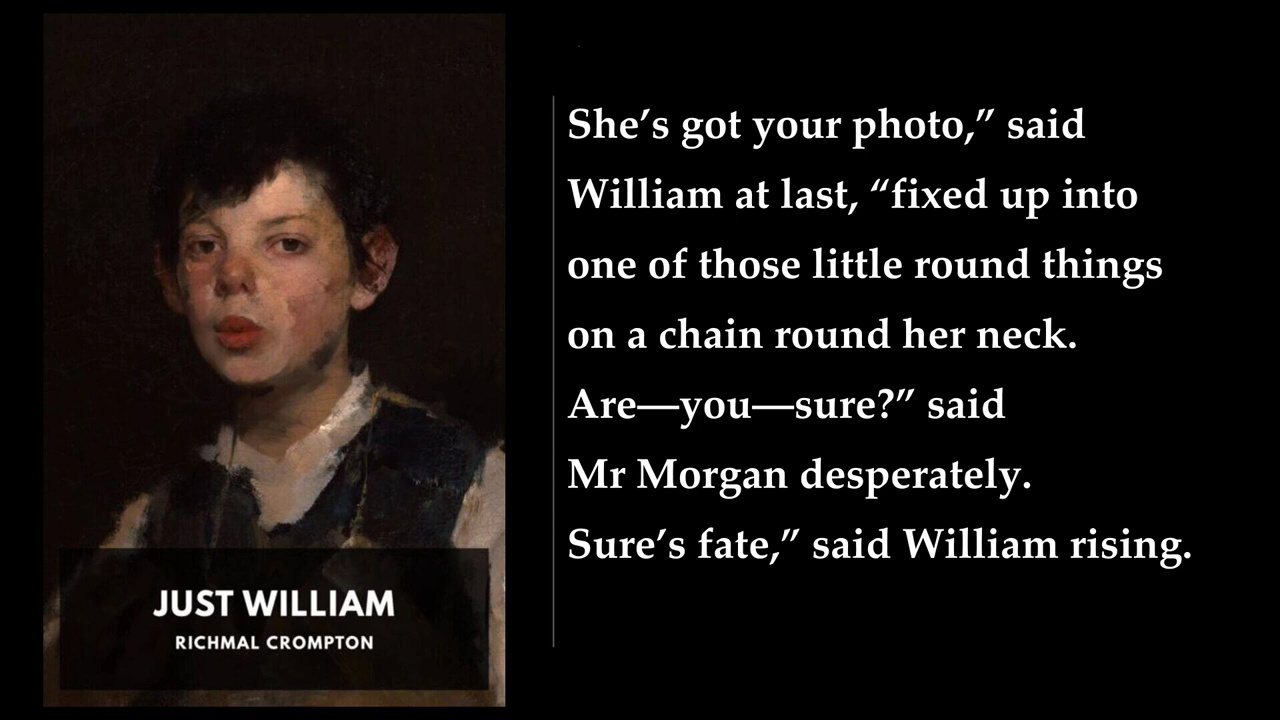 JUST WILLIAM
RICHMAL CROMPTON
She’s got your photo,” said
William at last, “fixed up into
one of those little round things
on a chain round her neck.
Are—you—sure?” said
Mr Morgan desperately.
Sure’s fate,” said William rising.